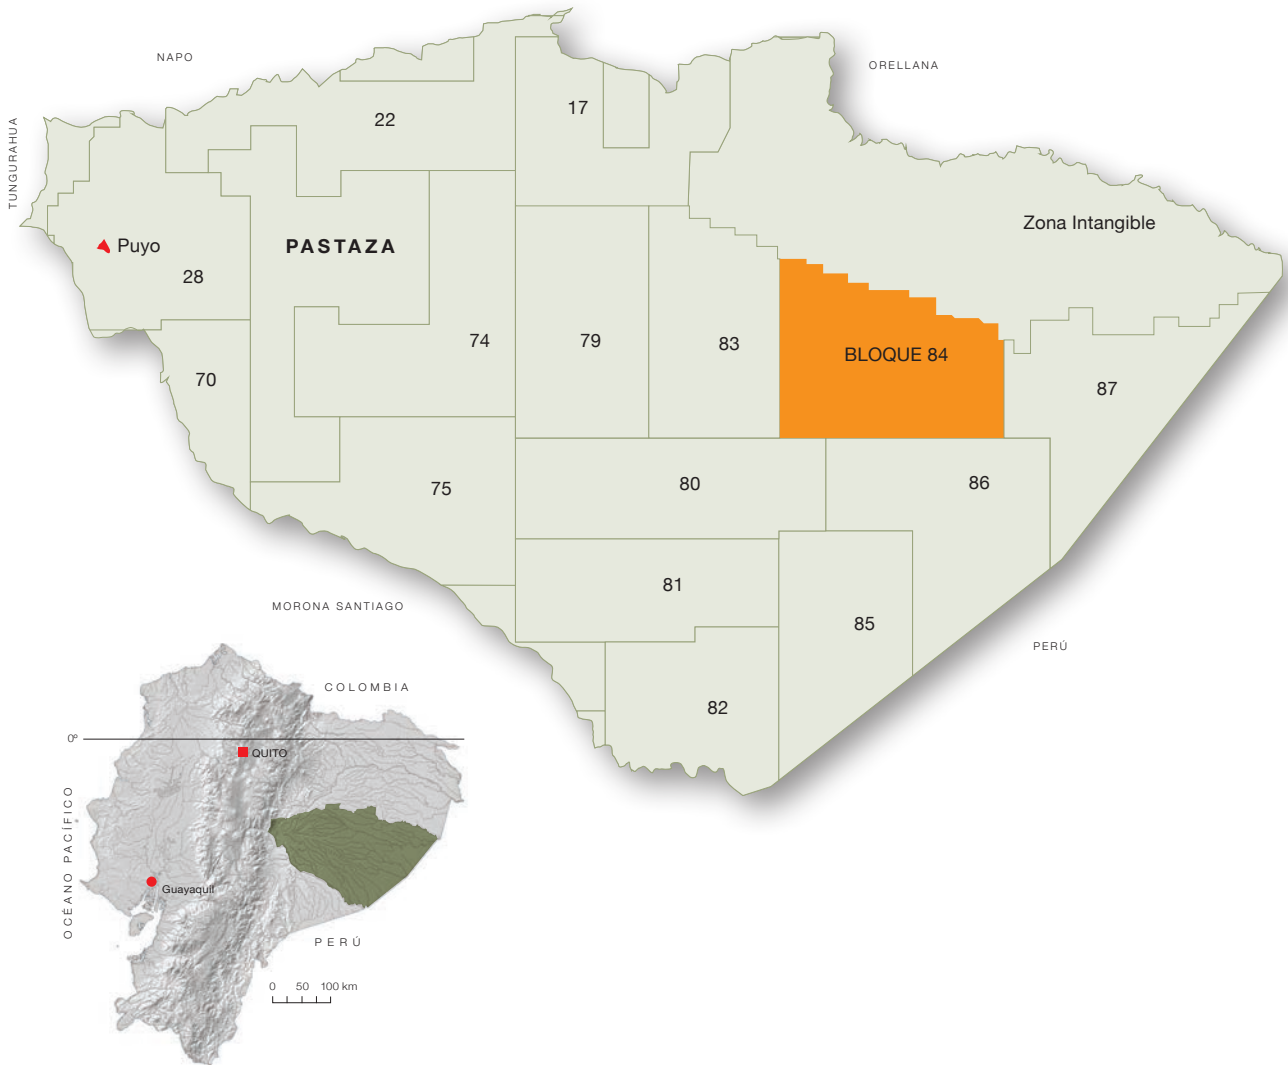 NAPO
ORELLANA
TUNGURAHUA
22
17
Zona Intangible
Puyo
PASTAZA
28
74
79
83
BLOQUE 84
70
87
75
80
86
81
85
MORONA SANTIAGO
PERÚ
82
COLOMBIA
0º
QUITO
OCÉANO PACÍFICO
Guayaquil
PERÚ
0 50 100 km